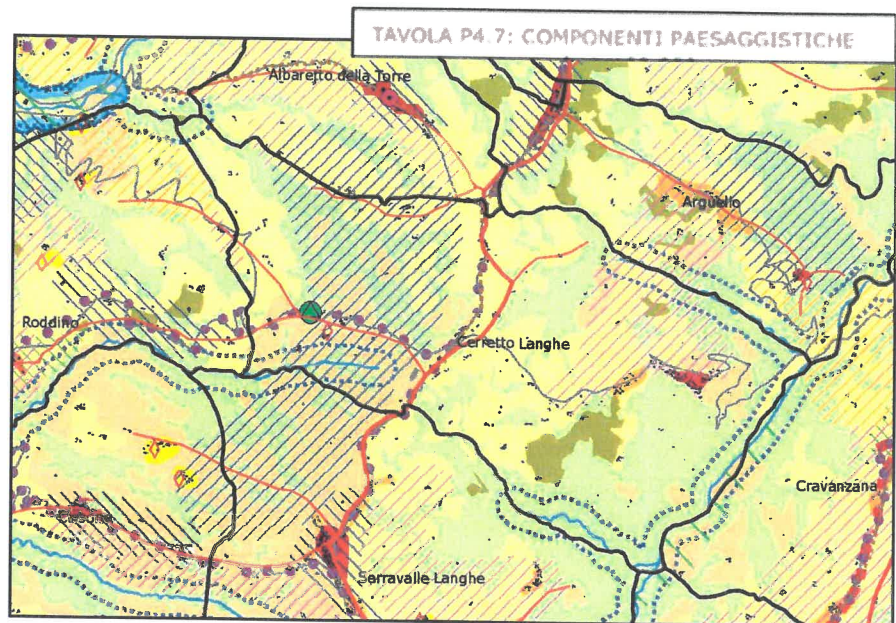 TAVOLA P4.7: COMPONENTI PAESAGGISTICHE
Albaretto della Torre
Arguello
Roddino
Cerretto Langhe
Cravanzana
Serravalle Langhe